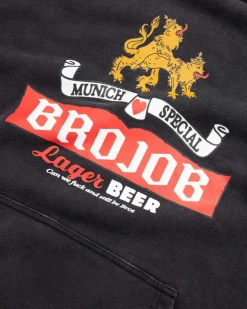 MUNICH SPECIAL
BROJOB
Lager BEER
Can we fuck and still be Bros